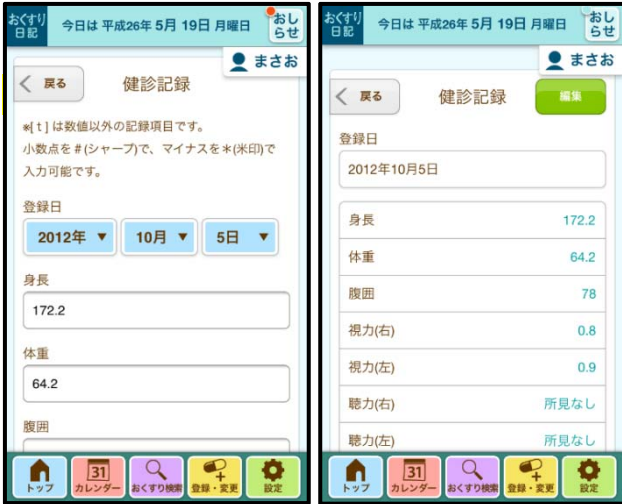 おくすり
日記
今日は 平成26年 5月 19日 月曜日
おし
らせ
まさお
戻る
健診記録
※[ t ] は数値以外の記録項目です。
小数点を＃(シャープ)で、マイナスを＊(米印)で
入力可能です。
登録日
2012年 ▼
10月 ▼
5日 ▼
身長
172.2
体重
64.2
腹囲
トップ
31
カレンダー
おくすり検索
登録・変更
設定
おくすり
日記
今日は 平成26年 5月 19日 月曜日
おし
らせ
まさお
戻る
健診記録
編集
登録日
2012年10月5日
身長 172.2
体重 64.2
腹囲 78
視力(右) 0.8
視力(左) 0.9
聴力(右) 所見なし
聴力(左) 所見なし
トップ
31
カレンダー
おくすり検索
登録・変更
設定